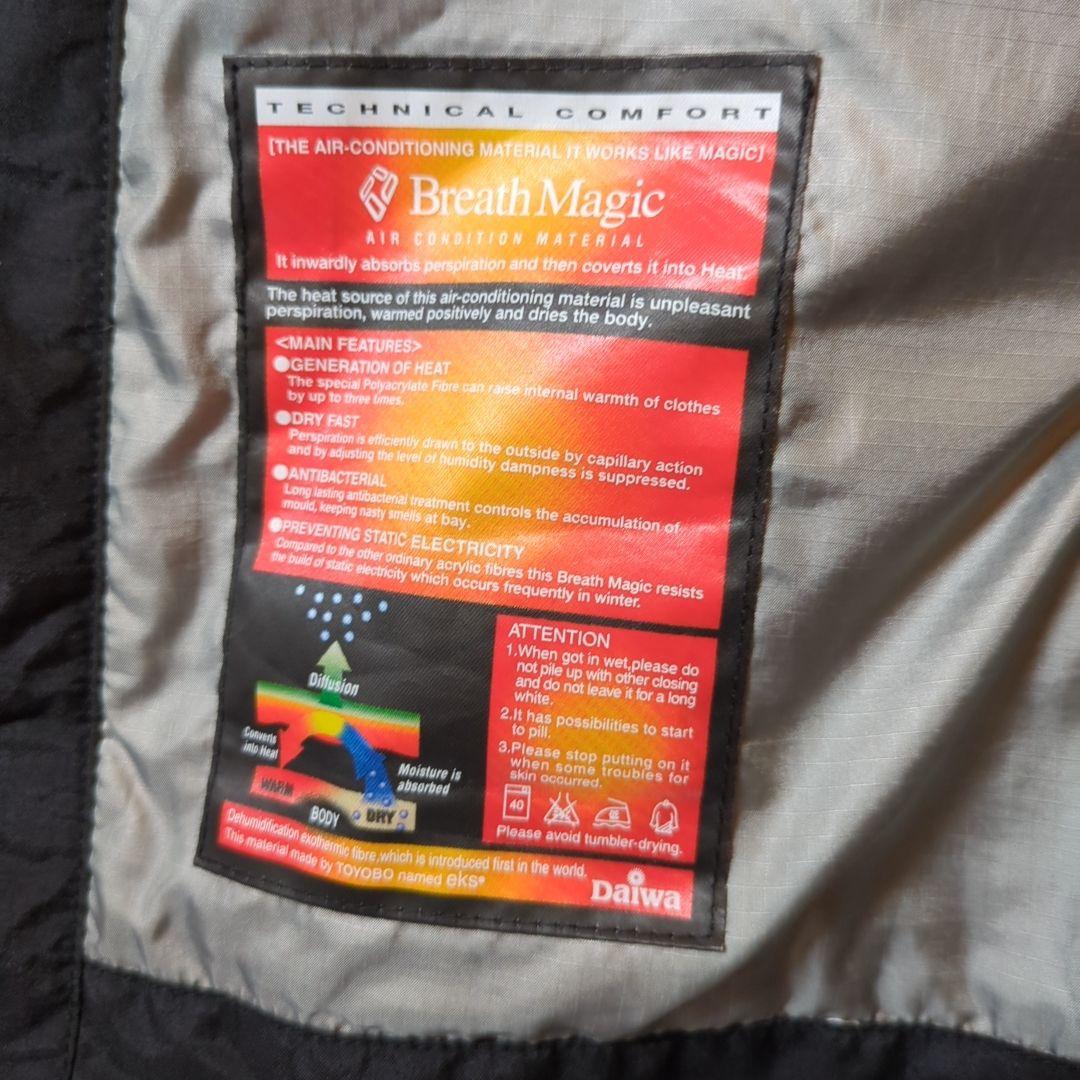 TECHNICAL COMFORT
[THE AIR-CONDITIONING MATERIAL IT WORKS LIKE MAGIC]
Breath Magic
AIR CONDITION MATERIAL
It inwardly absorbs perspiration and then coverts it into Heat.
The heat source of this air-conditioning material is unpleasant
perspiration, warmed positively and dries the body.
<MAIN FEATURES>
●GENERATION OF HEAT
The special Polyacrylate Fibre can raise internal warmth of clothes
by up to three times.
●DRY FAST
Perspiration is efficiently drawn to the outside by capillary action
and by adjusting the level of humidity dampness is suppressed.
●ANTIBACTERIAL
Long lasting antibacterial treatment controls the accumulation of
mould, keeping nasty smells at bay.
●PREVENTING STATIC ELECTRICITY
Compared to the other ordinary acrylic fibres this Breath Magic resists
the build of static electricity which occurs frequently in winter.
Diffusion
Converts
into Heat
WARM
BODY
DRY
Moisture is
absorbed
ATTENTION
1.When got in wet,please do
not pile up with other closing
and do not leave it for a long
white.
2.It has possibilities to start
to pill.
3.Please stop putting on it
when some troubles for
skin occurred.
40
Please avoid tumbler-drying.
Dehumidification exothermic fibre,which is introduced first in the world.
This material made by TOYOBO named eks®
Daiwa